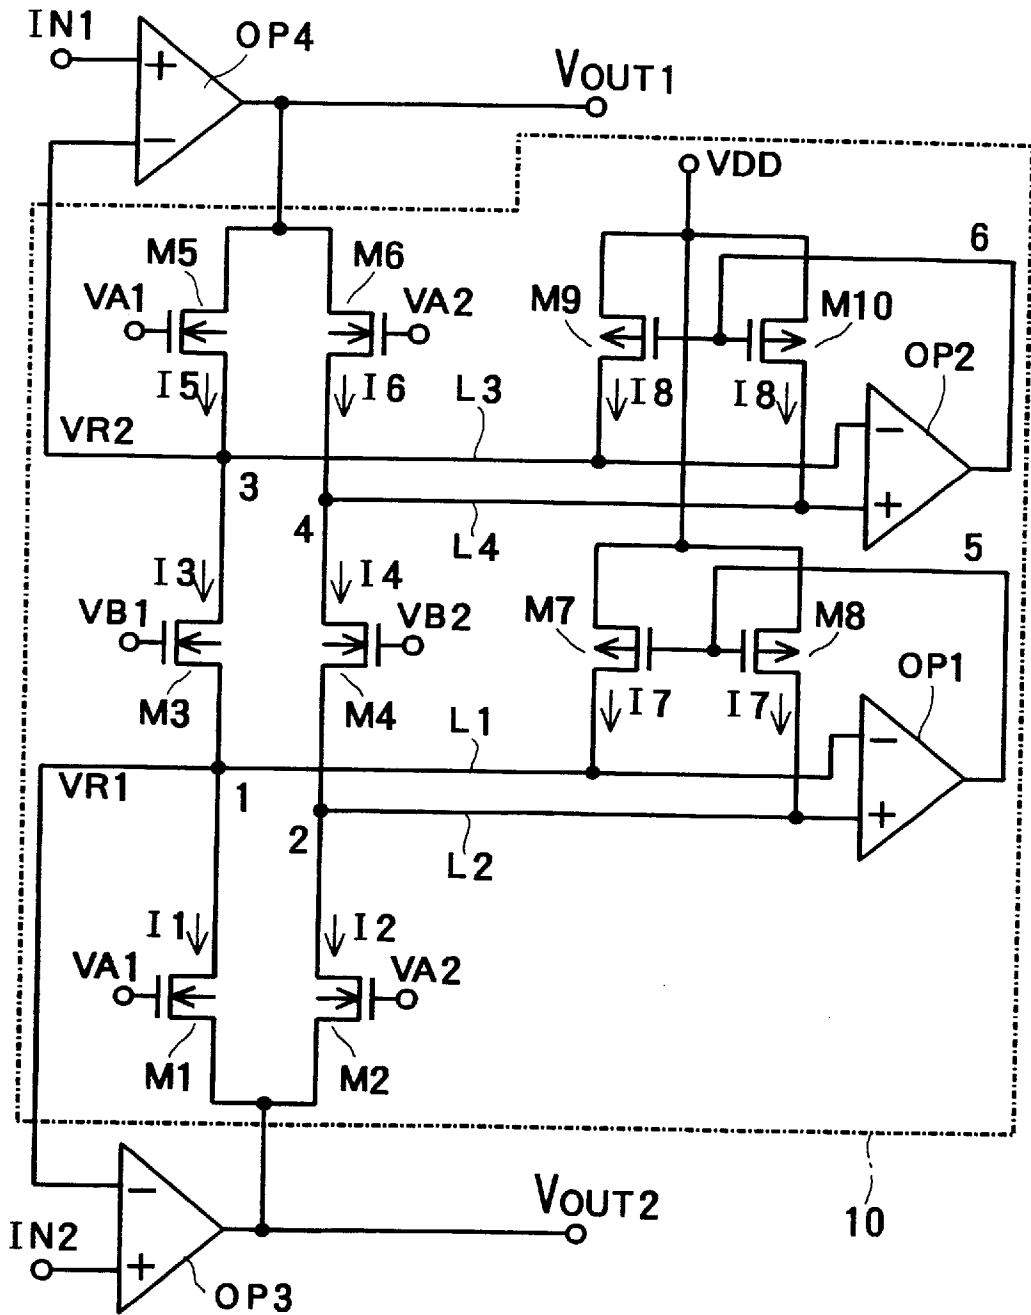 IN1
OP4
VOUT1
+
−
VDD
M5
M6
6
VA1
VA2
M9
M10
OP2
I5
I6
L3
I8
I8
VR2
−
3
4
+
L4
5
I3
I4
VB1
VB2
M7
M8
OP1
M3
M4
L1
I7
I7
−
VR1
1
2
+
L2
I1
I2
VA1
VA2
M1
M2
−
VOUT2
10
IN2
+
OP3